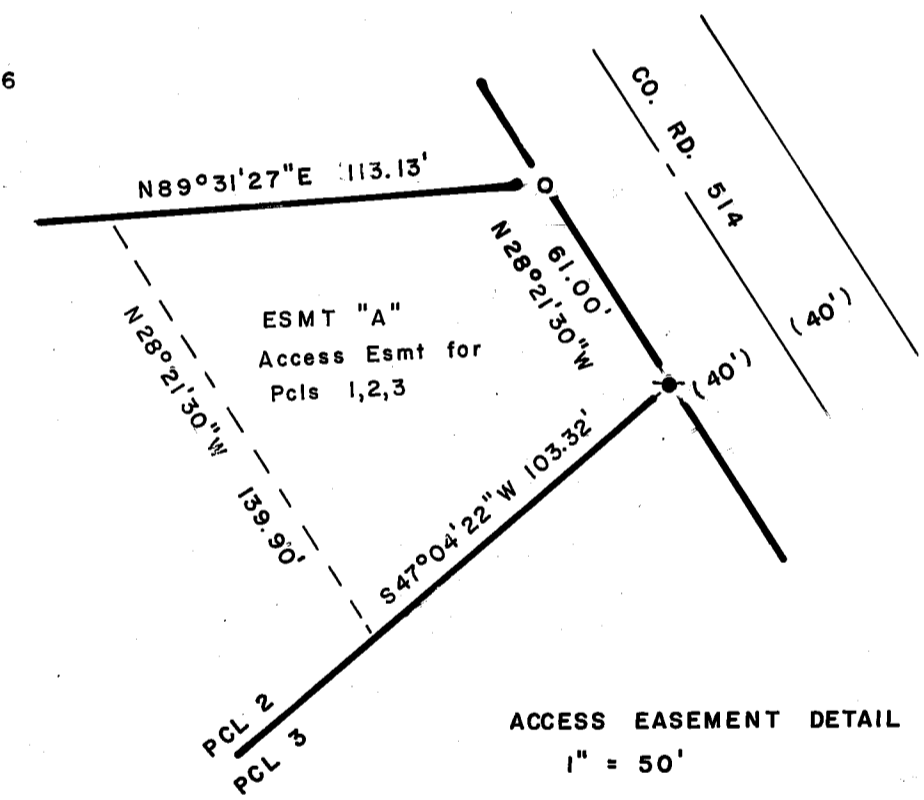 6
CO. RD. 514
N89°31'27"E 113.13'
61.00'
N28°21'30"W
(40')
ESMT "A"
Access Esmt for
Pcls 1,2,3
N28°21'30"W 139.90'
(40')
S47°04'22"W 103.32'
PCL 2
PCL 3
ACCESS EASEMENT DETAIL
1" = 50'